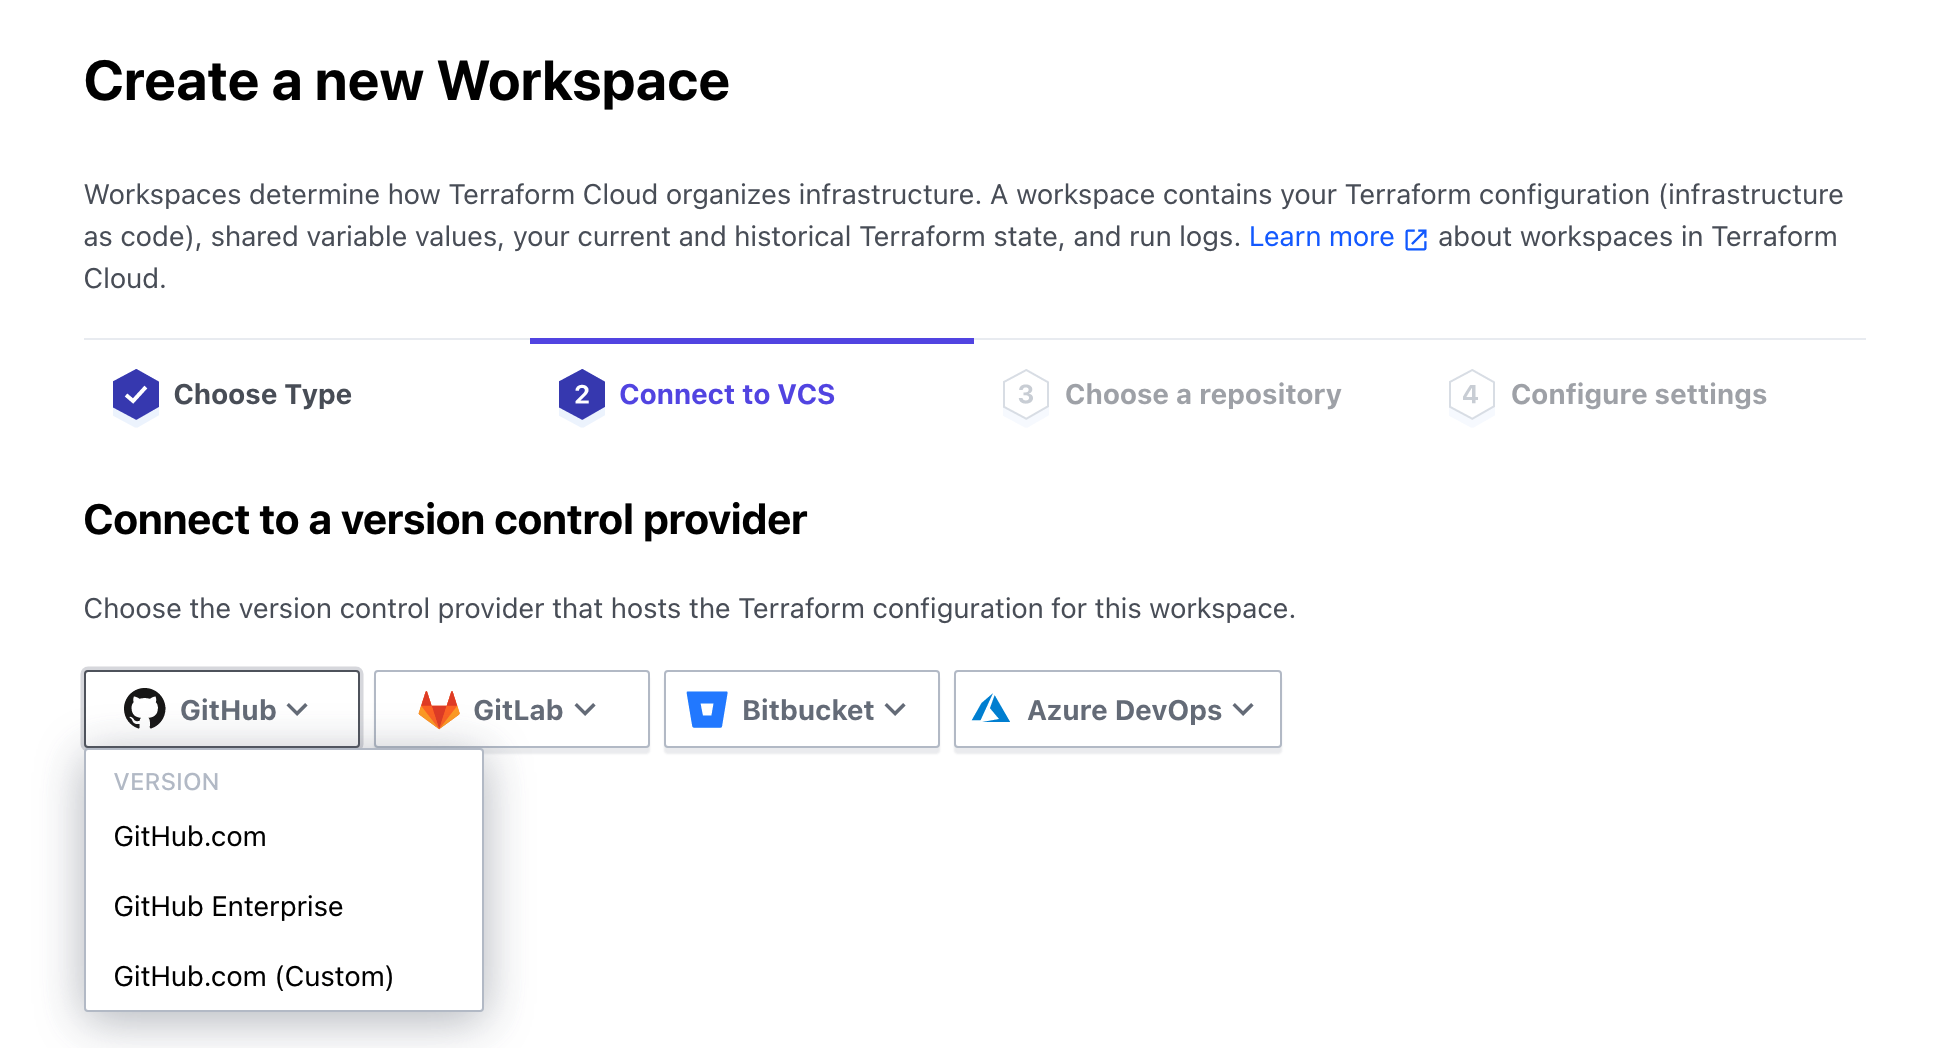 Create a new Workspace
Workspaces determine how Terraform Cloud organizes infrastructure. A workspace contains your Terraform configuration (infrastructure
as code), shared variable values, your current and historical Terraform state, and run logs. Learn more about workspaces in Terraform
Cloud.
Choose Type
2 Connect to VCS
3 Choose a repository
4 Configure settings
Connect to a version control provider
Choose the version control provider that hosts the Terraform configuration for this workspace.
GitHub
GitLab
Bitbucket
Azure DevOps
VERSION
GitHub.com
GitHub Enterprise
GitHub.com (Custom)